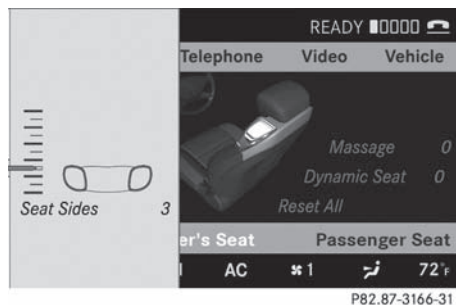 READY
Telephone Video Vehicle
Massage 0
Dynamic Seat 0
Seat Sides 3
Reset All
er's Seat Passenger Seat
AC 1 72°F
P82.87-3166-31